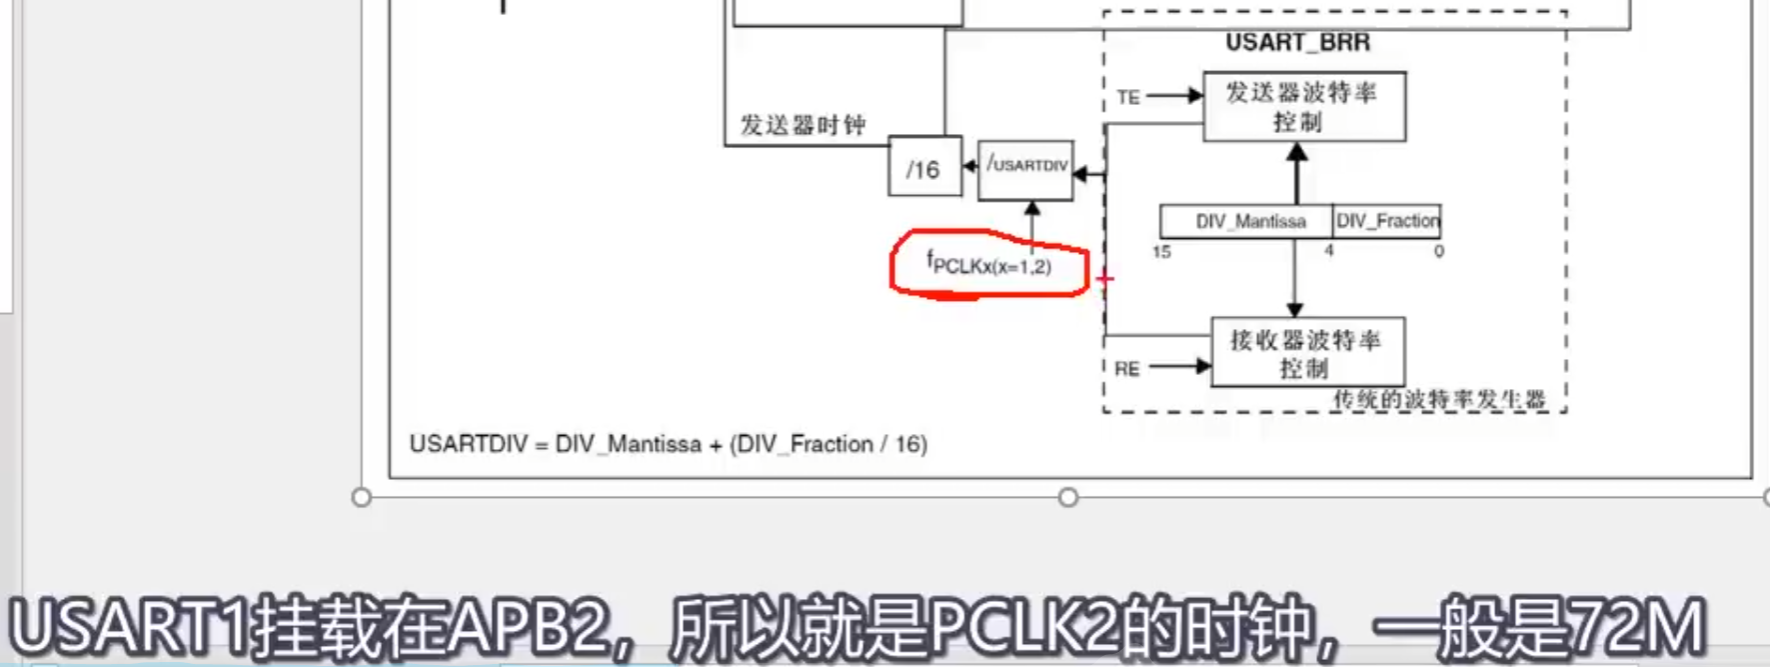 USART_BRR
TE
发送器波特率
控制
发送器时钟
/16
/USARTDIV
DIV_Mantissa
DIV_Fraction
15
4
0
fPCLKx(x=1,2)
接收器波特率
控制
RE
传统的波特率发生器
USARTDIV = DIV_Mantissa + (DIV_Fraction / 16)
USART1挂载在APB2，所以就是PCLK2的时钟，一般是72M